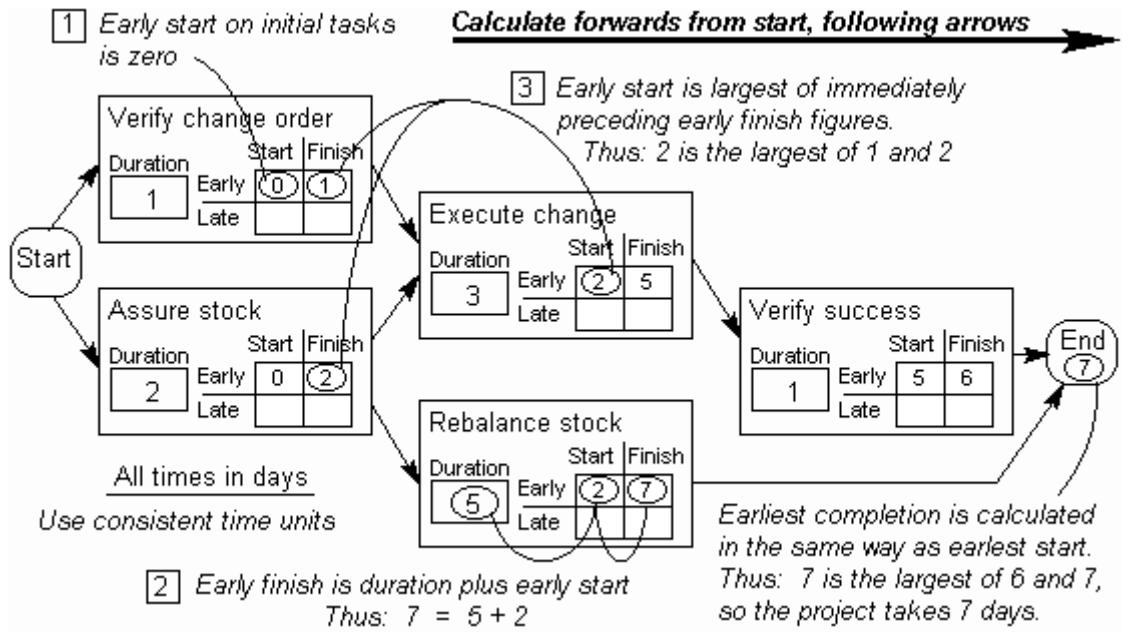 1 Early start on initial tasks
is zero
Calculate forwards from start, following arrows
3 Early start is largest of immediately
preceding early finish figures.
Thus: 2 is the largest of 1 and 2
Start
Verify change order
Start Finish
Duration
1
Early 0 1
Late
Assure stock
Start Finish
Duration
2
Early 0 2
Late
Execute change
Start Finish
Duration
3
Early 2 5
Late
Rebalance stock
Start Finish
Duration
5
Early 2 7
Late
Verify success
Start Finish
Duration
1
Early 5 6
Late
End
7
All times in days
Use consistent time units
2 Early finish is duration plus early start
Thus: 7 = 5 + 2
Earliest completion is calculated
in the same way as earlest start.
Thus: 7 is the largest of 6 and 7,
so the project takes 7 days.